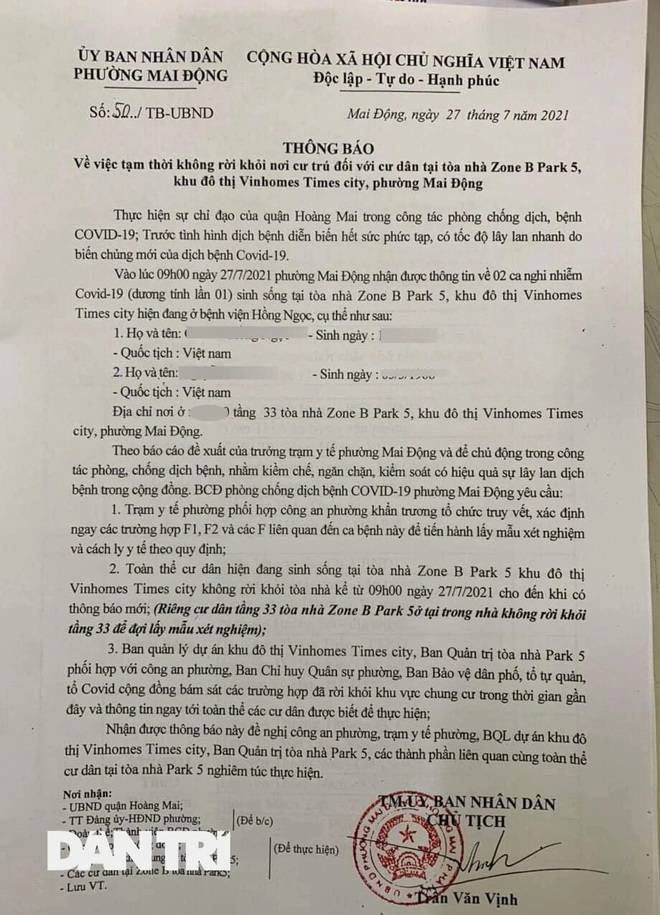 ỦY BAN NHÂN DÂN
PHƯỜNG MAI ĐỘNG
CỘNG HÒA XÃ HỘI CHỦ NGHĨA VIỆT NAM
Độc lập - Tự do - Hạnh phúc
Số:50../ TB-UBND
Mai Động, ngày 27 tháng 7 năm 2021
THÔNG BÁO
Về việc tạm thời không rời khỏi nơi cư trú đối với cư dân tại tòa nhà Zone B Park 5,
khu đô thị Vinhomes Times city, phường Mai Động
Thực hiện sự chỉ đạo của quận Hoàng Mai trong công tác phòng chống dịch, bệnh
COVID-19; Trước tình hình dịch bệnh diễn biến hết sức phức tạp, có tốc độ lây lan nhanh do
biến chủng mới của dịch bệnh Covid-19.
Vào lúc 09h00 ngày 27/7/2021 phường Mai Động nhận được thông tin về 02 ca nghi nhiễm
Covid-19 (dương tính lần 01) sinh sống tại tòa nhà Zone B Park 5, khu đô thị Vinhomes
Times city hiện đang ở bệnh viện Hồng Ngọc, cụ thể như sau:
1. Họ và tên: - Sinh ngày :
- Quốc tịch : Việt nam
2. Họ và tên: - Sinh ngày :
- Quốc tịch : Việt nam
Địa chỉ nơi ở : tầng 33 tòa nhà Zone B Park 5, khu đô thị Vinhomes Times
city, phường Mai Động.
Theo báo cáo đề xuất của trưởng trạm y tế phường Mai Động và để chủ động trong công
tác phòng, chống dịch bệnh, nhằm kiềm chế, ngăn chặn, kiểm soát có hiệu quả sự lây lan dịch
bệnh trong cộng đồng. BCĐ phòng chống dịch bệnh COVID-19 phường Mai Động yêu cầu:
1. Trạm y tế phường phối hợp công an phường khẩn trương tổ chức truy vết, xác định
ngay các trường hợp F1, F2 và các F liên quan đến ca bệnh này để tiến hành lấy mẫu xét nghiệm
và cách ly y tế theo quy định;
2. Toàn thể cư dân hiện đang sinh sống tại tòa nhà Zone B Park 5 khu đô thị
Vinhomes Times city không rời khỏi tòa nhà kể từ 09h00 ngày 27/7/2021 cho đến khi có
thông báo mới; (Riêng cư dân tầng 33 tòa nhà Zone B Park 5ở tại trong nhà không rời khỏi
tầng 33 để đợi lấy mẫu xét nghiệm);
3. Ban quản lý dự án khu đô thị Vinhomes Times city, Ban Quản trị tòa nhà Park 5
phối hợp với công an phường, Ban Chỉ huy Quân sự phường, Ban Bảo vệ dân phố, tổ tự quản,
tổ Covid cộng đồng bám sát các trường hợp đã rời khỏi khu vực chung cư trong thời gian gần
đây và thông tin ngay tới toàn thể các cư dân được biết để thực hiện;
Nhận được thông báo này đề nghị công an phường, trạm y tế phường, BQL dự án khu đô
thị Vinhomes Times city, Ban Quản trị tòa nhà Park 5, các thành phần liên quan cùng toàn thể
cư dân tại tòa nhà Park 5 nghiêm túc thực hiện.
Nơi nhận:
- UBND quận Hoàng Mai;
- TT Đảng ủy-HĐND phường;
(Để b/c)
(Để thực hiện)
- Các cư dân tại Zone B tòa nhà Park5;
- Lưu VT.
DÂN TRÍ
TM.ỦY BAN NHÂN DÂN
CHỦ TỊCH
Trần Văn Vịnh